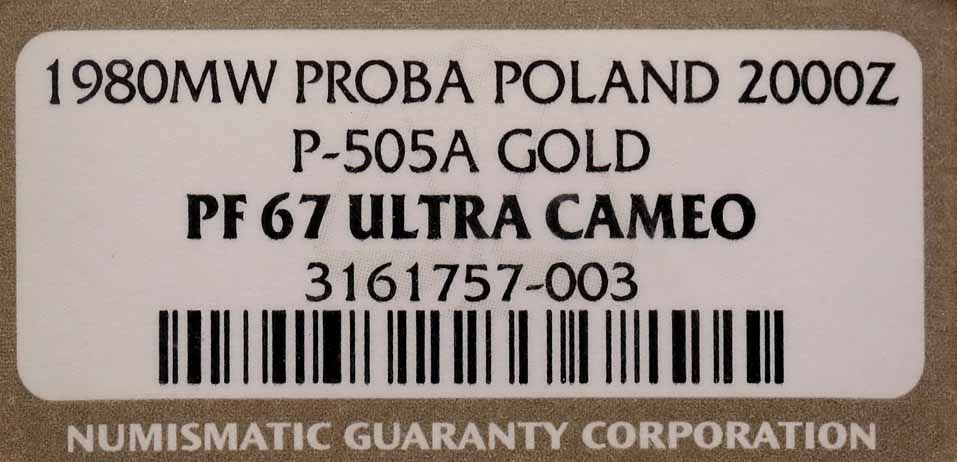 1980MW PROBA POLAND 2000Z
P-505A GOLD
PF 67 ULTRA CAMEO
3161757-003
NUMISMATIC GUARANTY CORPORATION